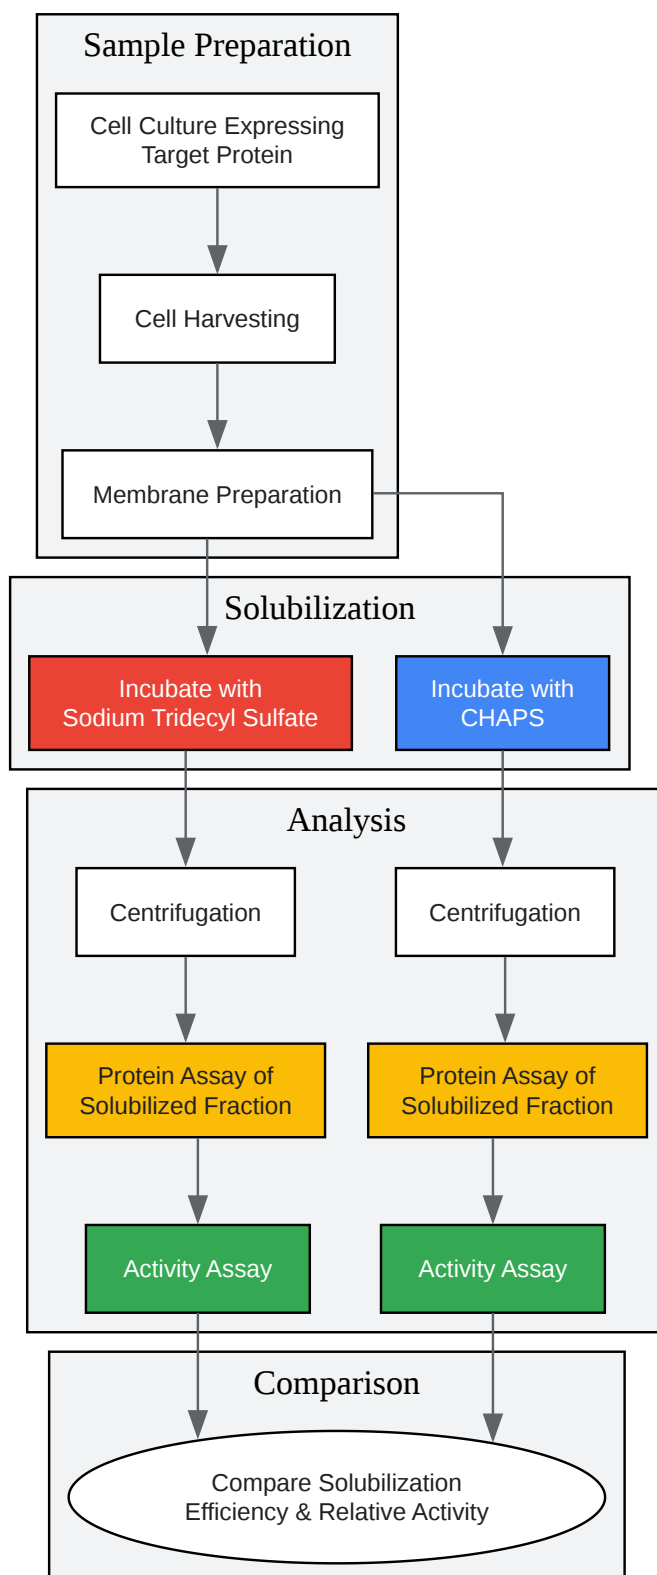 Sample Preparation
Cell Culture Expressing
Target Protein
Cell Harvesting
Membrane Preparation
Solubilization
Incubate with
Sodium Tridecyl Sulfate
Incubate with
CHAPS
Analysis
Centrifugation
Centrifugation
Protein Assay of
Solubilized Fraction
Protein Assay of
Solubilized Fraction
Activity Assay
Activity Assay
Comparison
Compare Solubilization
Efficiency & Relative Activity